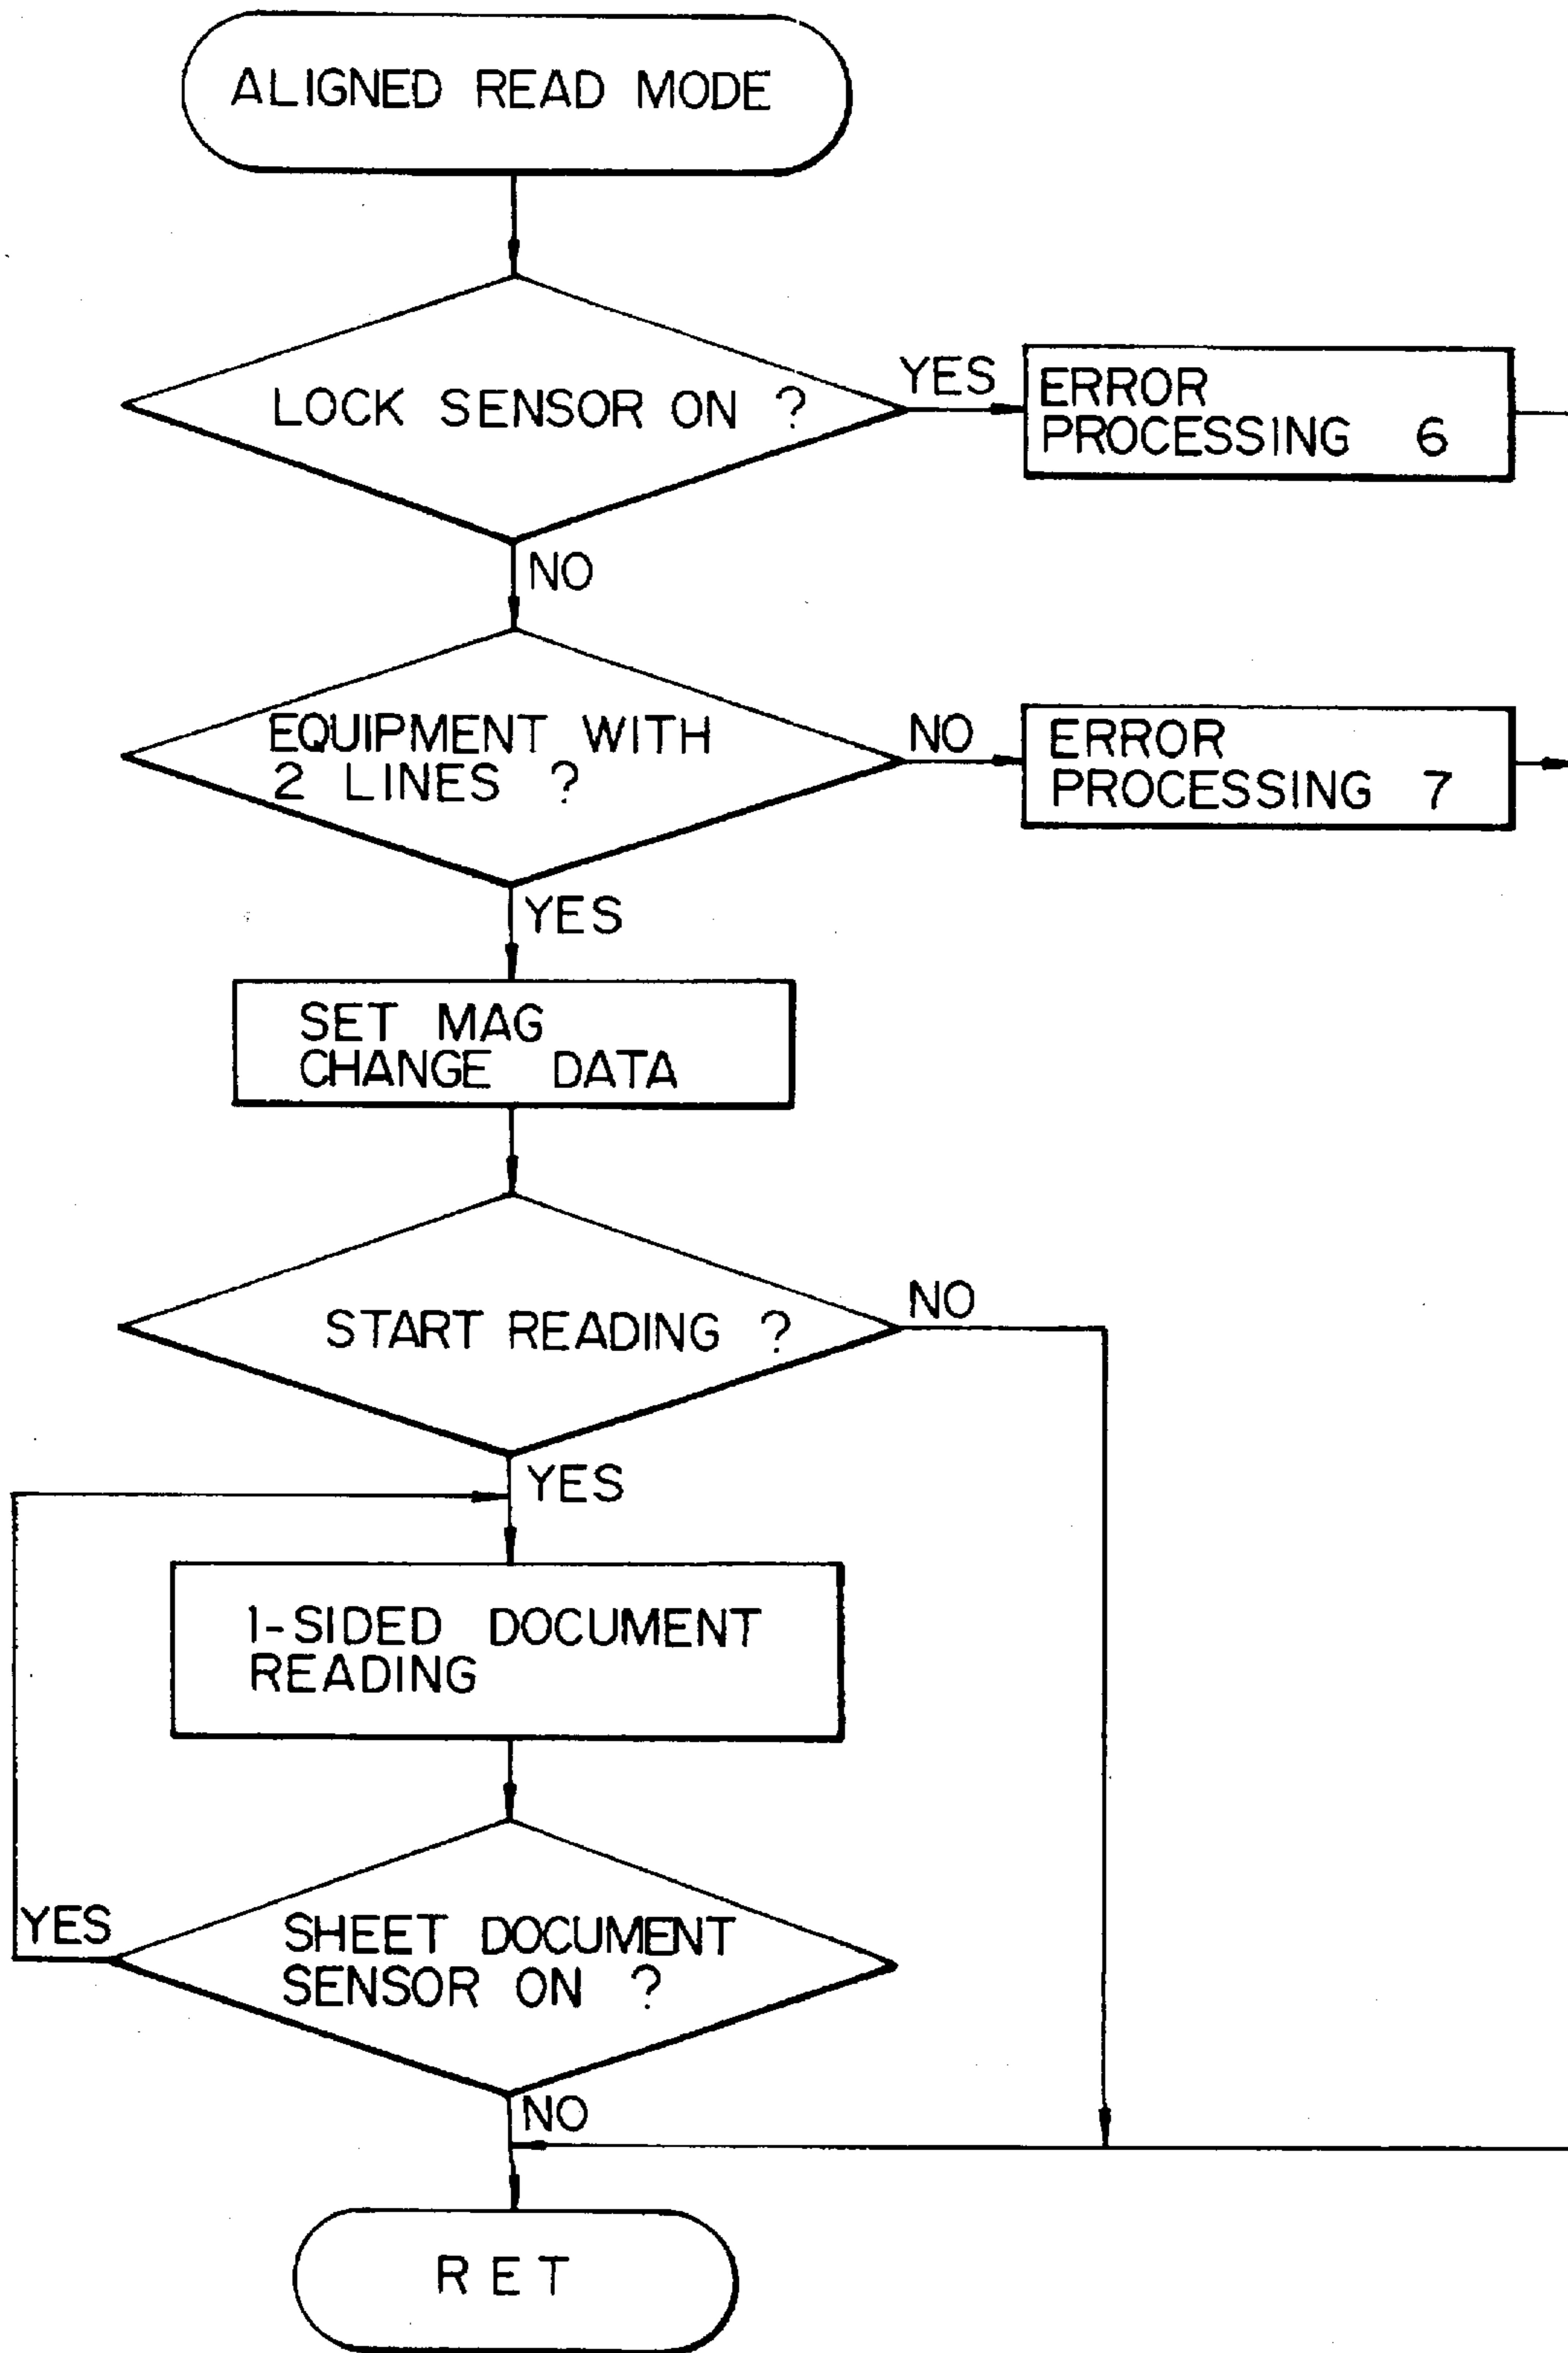 ALIGNED READ MODE
LOCK SENSOR ON ?
YES
ERROR
PROCESSING 6
NO
EQUIPMENT WITH
2 LINES ?
NO
ERROR
PROCESSING 7
YES
SET MAG
CHANGE DATA
START READING ?
NO
YES
1-SIDED DOCUMENT
READING
YES
SHEET DOCUMENT
SENSOR ON ?
NO
RET